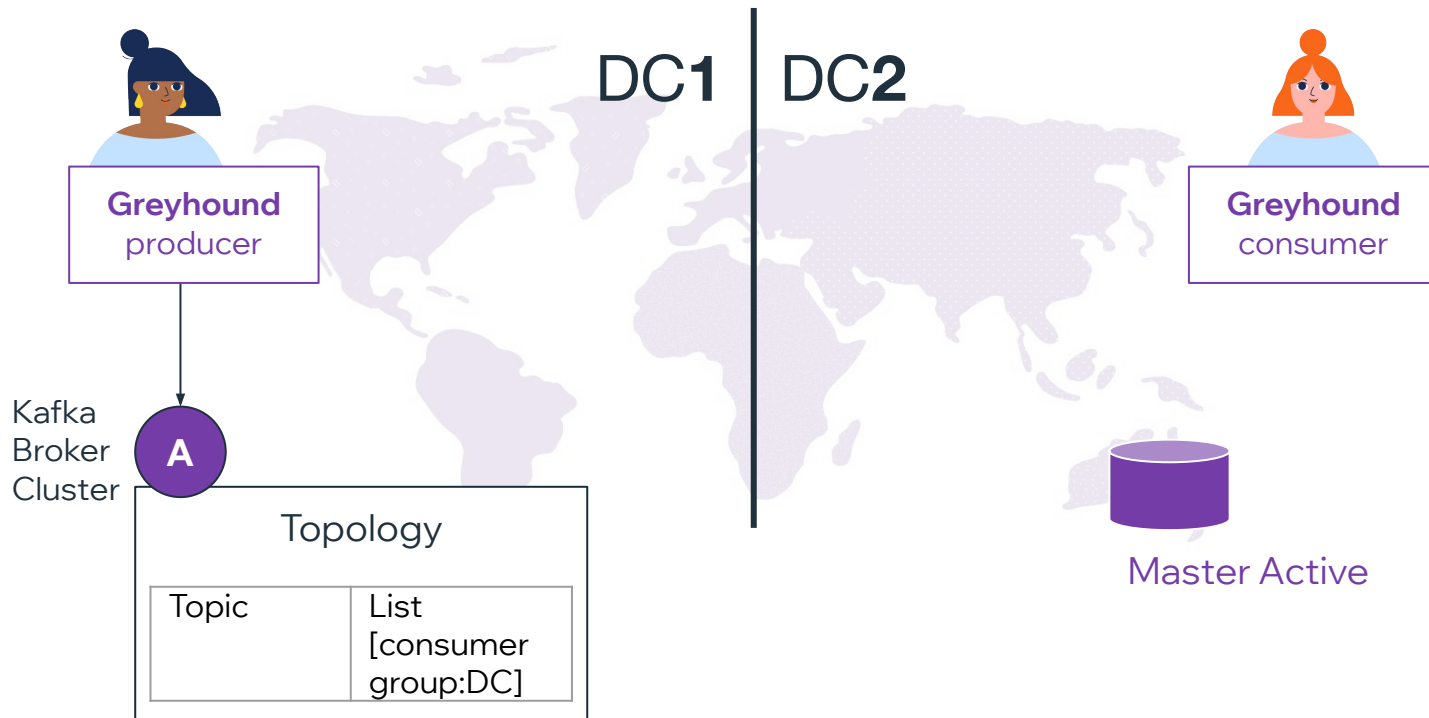 DC1
DC2
Greyhound
producer
Greyhound
consumer
Kafka
Broker
Cluster
A
Topology
Topic
List
[consumer
group:DC]
Master Active